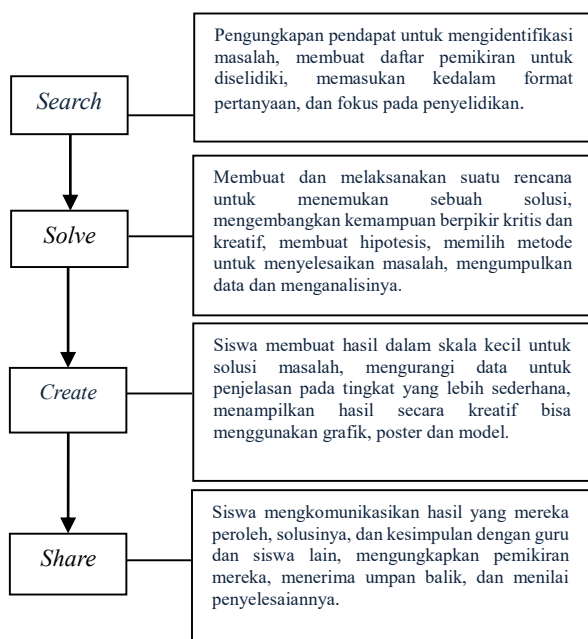 Search
Pengungkapan pendapat untuk mengidentifikasi
masalah, membuat daftar pemikiran untuk
diselidiki, memasukan kedalam format
pertanyaan, dan fokus pada penyelidikan.
Solve
Membuat dan melaksanakan suatu rencana
untuk menemukan sebuah solusi,
mengembangkan kemampuan berpikir kritis dan
kreatif, membuat hipotesis, memilih metode
untuk menyelesaikan masalah, mengumpulkan
data dan menganalisinya.
Create
Siswa membuat hasil dalam skala kecil untuk
solusi masalah, mengurangi data untuk
penjelasan pada tingkat yang lebih sederhana,
menampilkan hasil secara kreatif bisa
menggunakan grafik, poster dan model.
Share
Siswa mengkomunikasikan hasil yang mereka
peroleh, solusinya, dan kesimpulan dengan guru
dan siswa lain, mengungkapkan pemikiran
mereka, menerima umpan balik, dan menilai
penyelesaiannya.